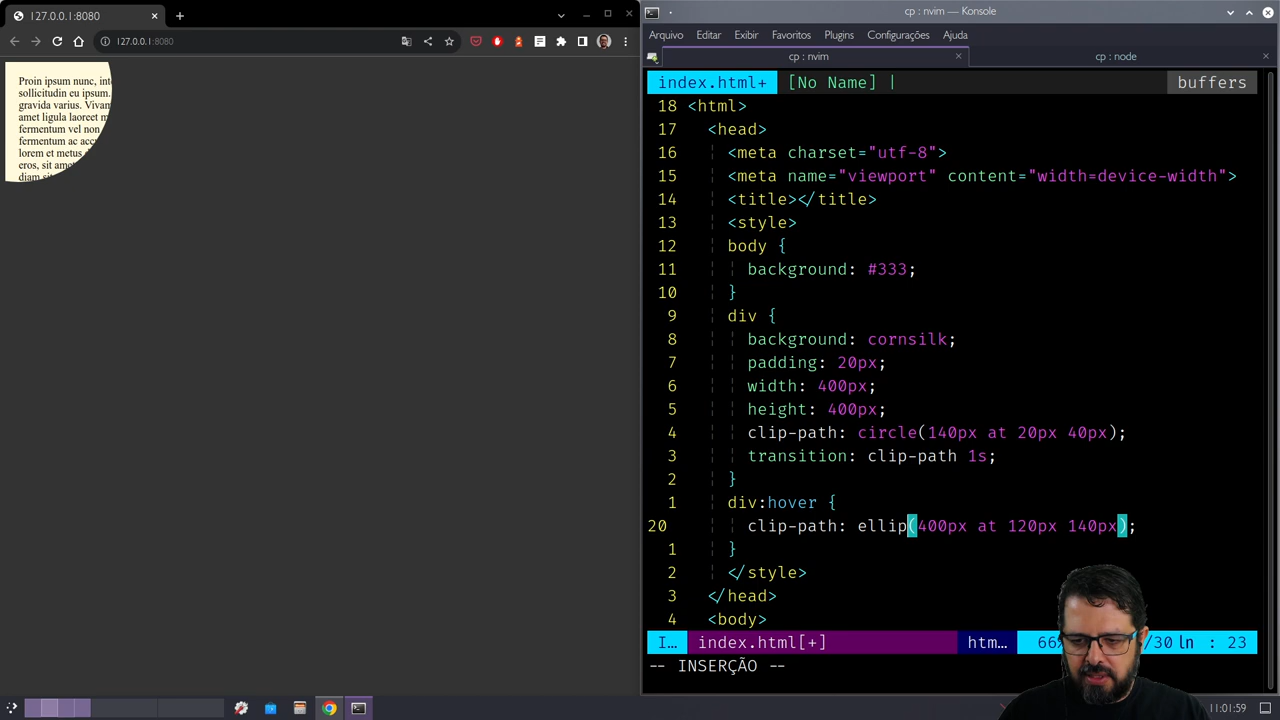 127.0.0.1:8080
127.0.0.1:8080
Proin ipsum nunc, int
sollicitudin eu ipsum.
gravida varius. Vivam
amet ligula laoreet m
fermentum vel non
fermentum ac accu
lorem et metus
eros, sit amet
diam sit
cp : nvim — Konsole
Arquivo Editar Exibir Favoritos Plugins Configurações Ajuda
cp : nvim
cp : node
index.html+ [No Name] | buffers
18 <html>
17 <head>
16 <meta charset="utf-8">
15 <meta name="viewport" content="width=device-width">
14 <title></title>
13 <style>
12 body {
11 background: #333;
10 }
9 div {
8 background: cornsilk;
7 padding: 20px;
6 width: 400px;
5 height: 400px;
4 clip-path: circle(140px at 20px 40px);
3 transition: clip-path 1s;
2 }
1 div:hover {
20 clip-path: ellip(400px at 120px 140px);
1 }
2 </style>
3 </head>
4 <body>
I… index.html[+] htm… 66% /30 ln : 23
-- INSERÇÃO --
11:01:59